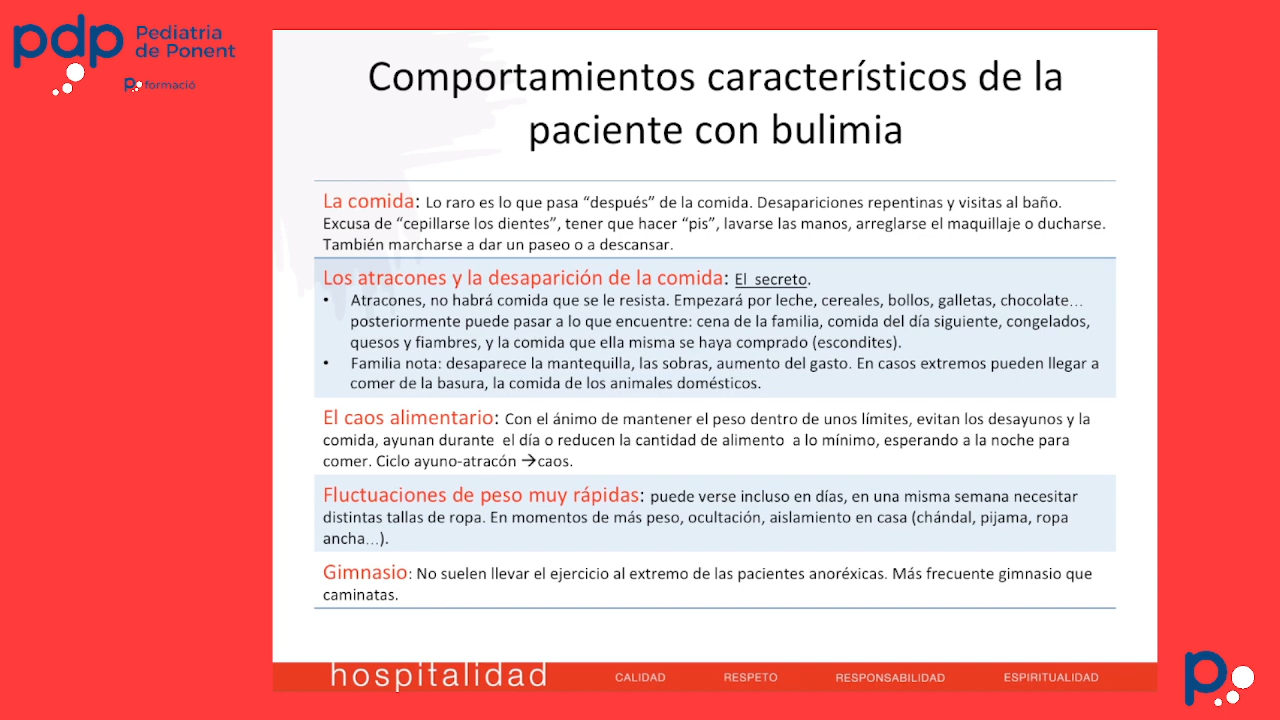 pdp Pediatria
de Ponent
p formació
Comportamientos característicos de la
paciente con bulimia
La comida: Lo raro es lo que pasa “después” de la comida. Desapariciones repentinas y visitas al baño.
Excusa de “cepillarse los dientes”, tener que hacer “pis”, lavarse las manos, arreglarse el maquillaje o ducharse.
También marcharse a dar un paseo o a descansar.
Los atracones y la desaparición de la comida: El secreto.
• Atracones, no habrá comida que se le resista. Empezará por leche, cereales, bollos, galletas, chocolate…
posteriormente puede pasar a lo que encuentre: cena de la familia, comida del día siguiente, congelados,
quesos y fiambres, y la comida que ella misma se haya comprado (escondites).
• Familia nota: desaparece la mantequilla, las sobras, aumento del gasto. En casos extremos pueden llegar a
comer de la basura, la comida de los animales domésticos.
El caos alimentario: Con el ánimo de mantener el peso dentro de unos límites, evitan los desayunos y la
comida, ayunan durante el día o reducen la cantidad de alimento a lo mínimo, esperando a la noche para
comer. Ciclo ayuno-atracón →caos.
Fluctuaciones de peso muy rápidas: puede verse incluso en días, en una misma semana necesitar
distintas tallas de ropa. En momentos de más peso, ocultación, aislamiento en casa (chándal, pijama, ropa
ancha…).
Gimnasio: No suelen llevar el ejercicio al extremo de las pacientes anoréxicas. Más frecuente gimnasio que
caminatas.
hospitalidad CALIDAD RESPETO RESPONSABILIDAD ESPIRITUALIDAD
p